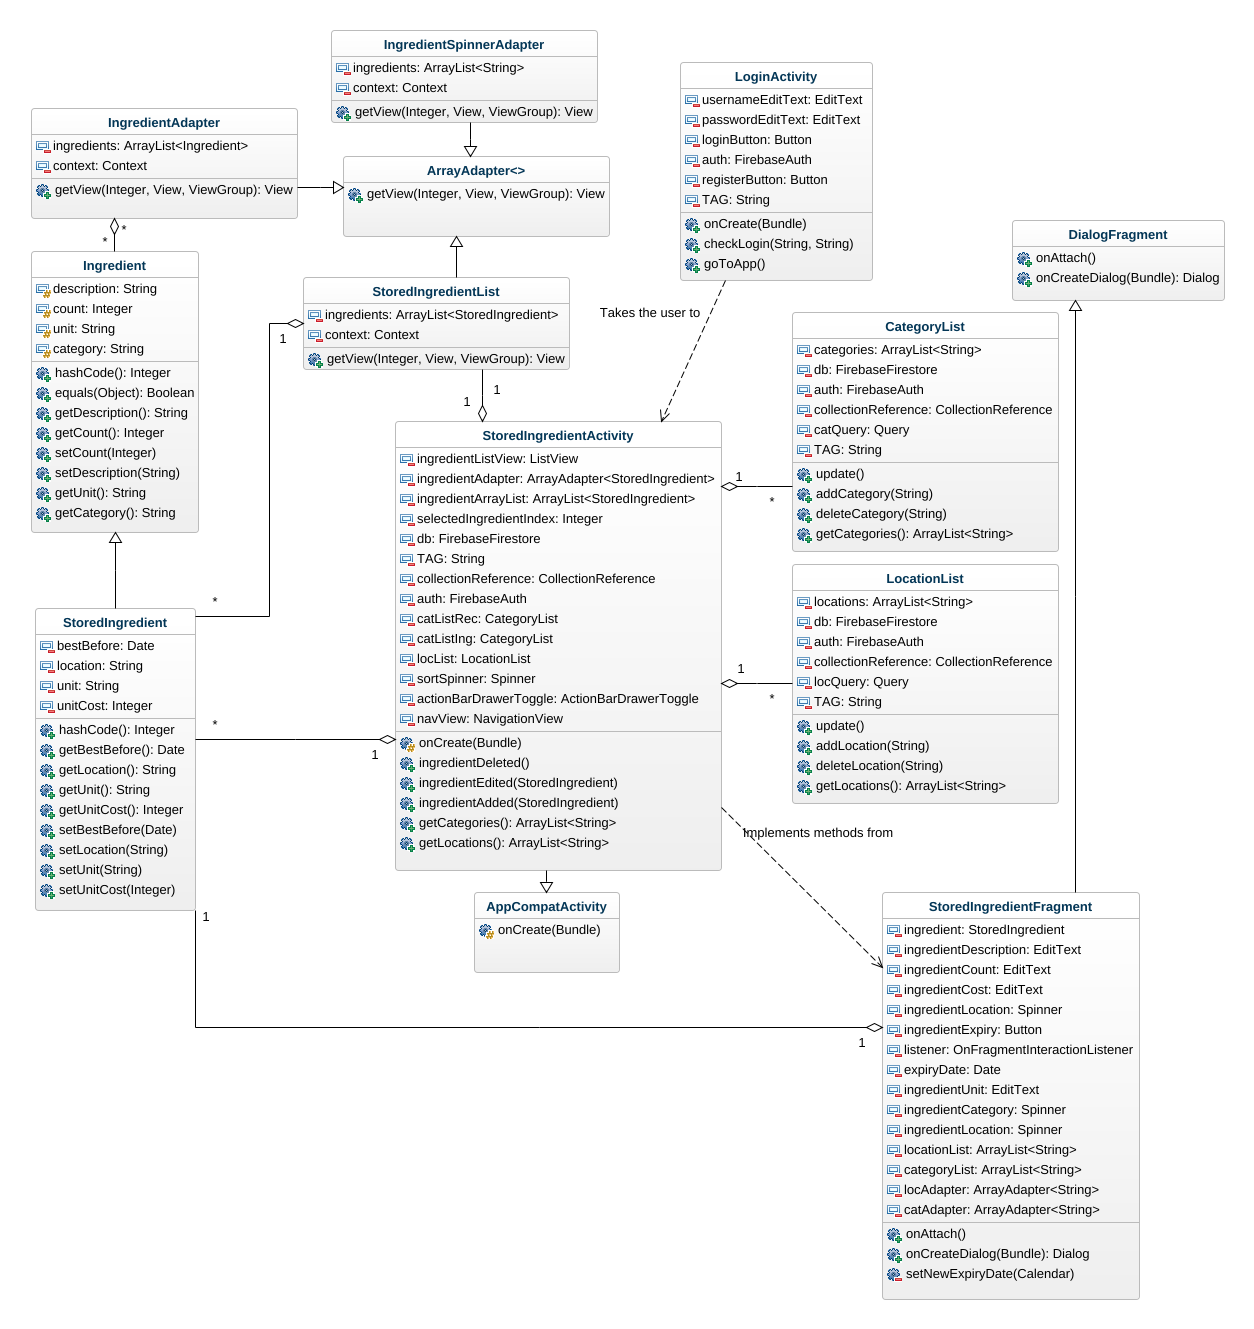 IngredientSpinnerAdapter
ingredients: ArrayList<String>
context: Context
getView(Integer, View, ViewGroup): View
IngredientAdapter
ingredients: ArrayList<Ingredient>
context: Context
getView(Integer, View, ViewGroup): View
ArrayAdapter<>
getView(Integer, View, ViewGroup): View
LoginActivity
usernameEditText: EditText
passwordEditText: EditText
loginButton: Button
auth: FirebaseAuth
registerButton: Button
TAG: String
onCreate(Bundle)
checkLogin(String, String)
goToApp()
DialogFragment
onAttach()
onCreateDialog(Bundle): Dialog
*
*
Ingredient
description: String
count: Integer
unit: String
category: String
hashCode(): Integer
equals(Object): Boolean
getDescription(): String
getCount(): Integer
setCount(Integer)
setDescription(String)
getUnit(): String
getCategory(): String
StoredIngredientList
ingredients: ArrayList<StoredIngredient>
context: Context
getView(Integer, View, ViewGroup): View
1
*
1
1
Takes the user to
CategoryList
categories: ArrayList<String>
db: FirebaseFirestore
auth: FirebaseAuth
collectionReference: CollectionReference
catQuery: Query
TAG: String
update()
addCategory(String)
deleteCategory(String)
getCategories(): ArrayList<String>
StoredIngredientActivity
ingredientListView: ListView
ingredientAdapter: ArrayAdapter<StoredIngredient>
ingredientArrayList: ArrayList<StoredIngredient>
selectedIngredientIndex: Integer
db: FirebaseFirestore
TAG: String
collectionReference: CollectionReference
auth: FirebaseAuth
catListRec: CategoryList
catListIng: CategoryList
locList: LocationList
sortSpinner: Spinner
actionBarDrawerToggle: ActionBarDrawerToggle
navView: NavigationView
onCreate(Bundle)
ingredientDeleted()
ingredientEdited(StoredIngredient)
ingredientAdded(StoredIngredient)
getCategories(): ArrayList<String>
getLocations(): ArrayList<String>
1
*
LocationList
locations: ArrayList<String>
db: FirebaseFirestore
auth: FirebaseAuth
collectionReference: CollectionReference
locQuery: Query
TAG: String
update()
addLocation(String)
deleteLocation(String)
getLocations(): ArrayList<String>
1
*
StoredIngredient
bestBefore: Date
location: String
unit: String
unitCost: Integer
hashCode(): Integer
getBestBefore(): Date
getLocation(): String
getUnit(): String
getUnitCost(): Integer
setBestBefore(Date)
setLocation(String)
setUnit(String)
setUnitCost(Integer)
*
1
Implements methods from
AppCompatActivity
onCreate(Bundle)
1
1
StoredIngredientFragment
ingredient: StoredIngredient
ingredientDescription: EditText
ingredientCount: EditText
ingredientCost: EditText
ingredientLocation: Spinner
ingredientExpiry: Button
listener: OnFragmentInteractionListener
expiryDate: Date
ingredientUnit: EditText
ingredientCategory: Spinner
ingredientLocation: Spinner
locationList: ArrayList<String>
categoryList: ArrayList<String>
locAdapter: ArrayAdapter<String>
catAdapter: ArrayAdapter<String>
onAttach()
onCreateDialog(Bundle): Dialog
setNewExpiryDate(Calendar)